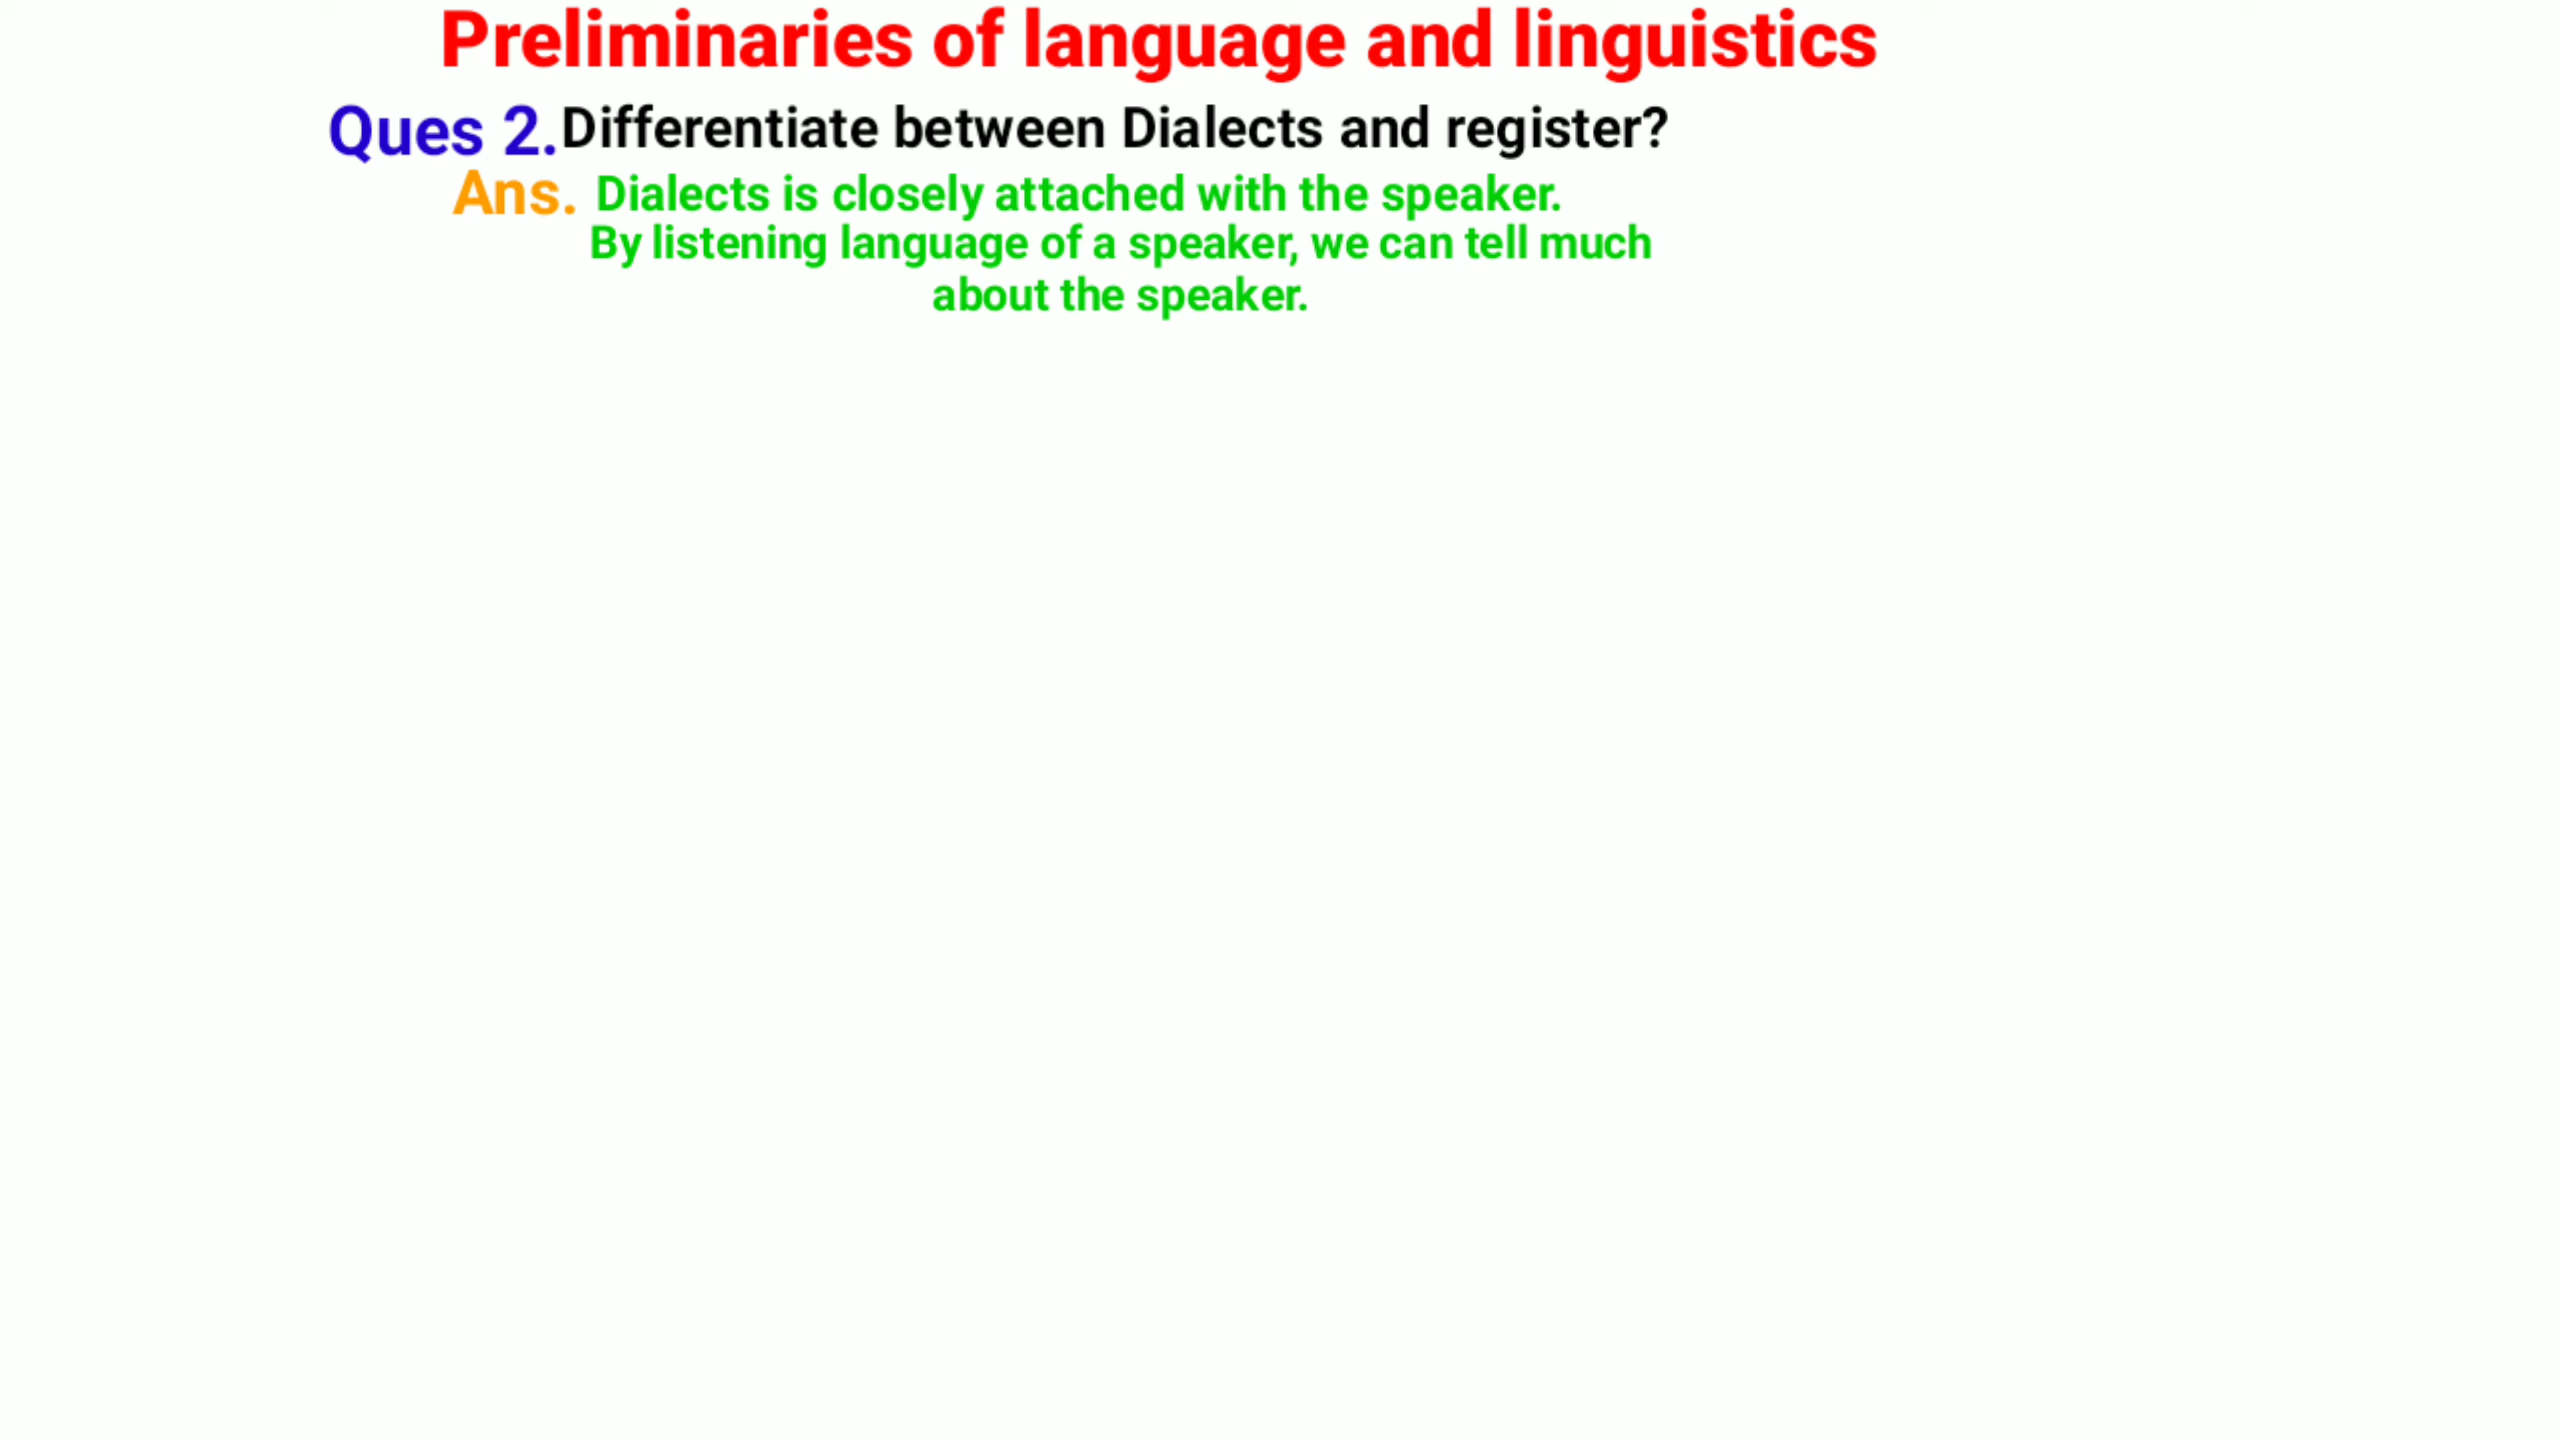 Preliminaries of language and linguistics
Ques 2.Differentiate between Dialects and register?
Ans. Dialects is closely attached with the speaker.
By listening language of a speaker, we can tell much
about the speaker.